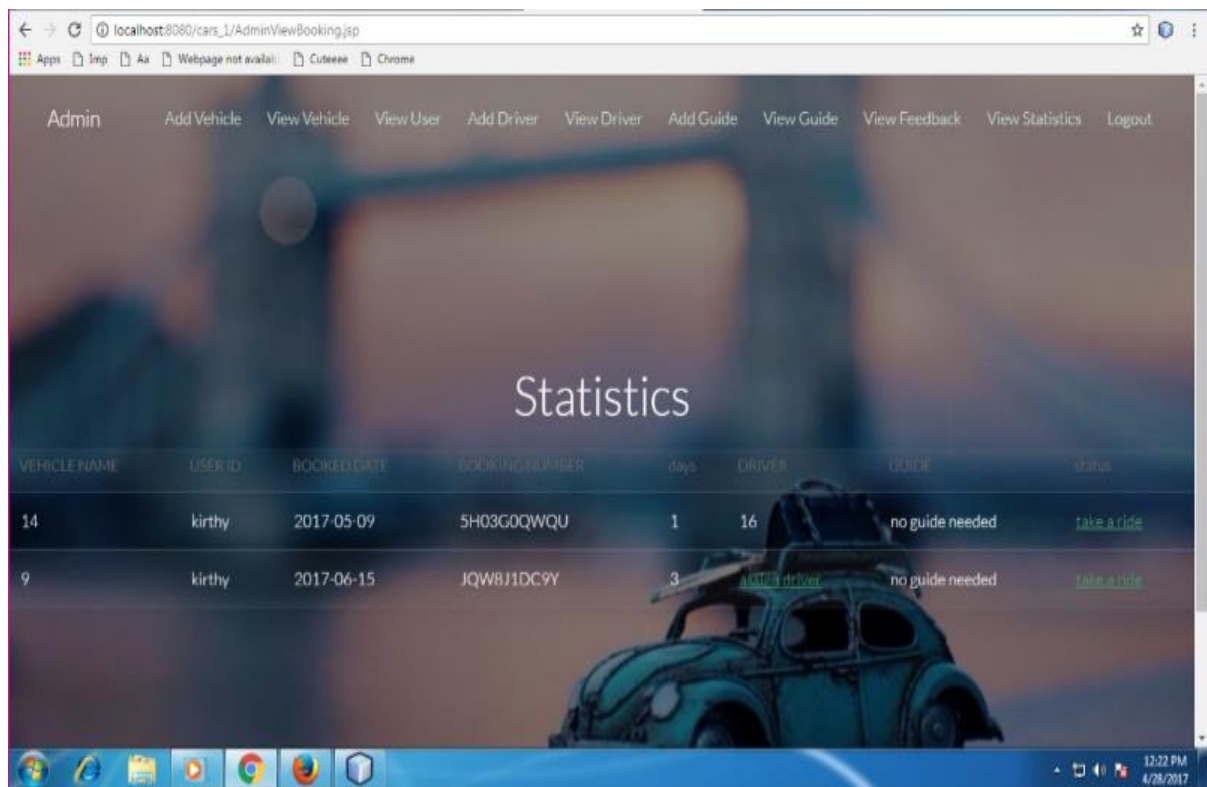 localhost:8080/cars_1/AdminViewBooking.jsp
Apps Imp Aa Webpage not availab Cuteeee Chrome
Admin Add Vehicle View Vehicle View User Add Driver View Driver Add Guide View Guide View Feedback View Statistics Logout
Statistics
VEHICLE NAME USER ID BOOKED DATE BOOKING NUMBER days DRIVER GUIDE status
14 kirthy 2017-05-09 5H03G0QWQU 1 16 no guide needed take a ride
9 kirthy 2017-06-15 JQW8J1DC9Y 3 driver no guide needed take a ride
12:22 PM
4/28/2017